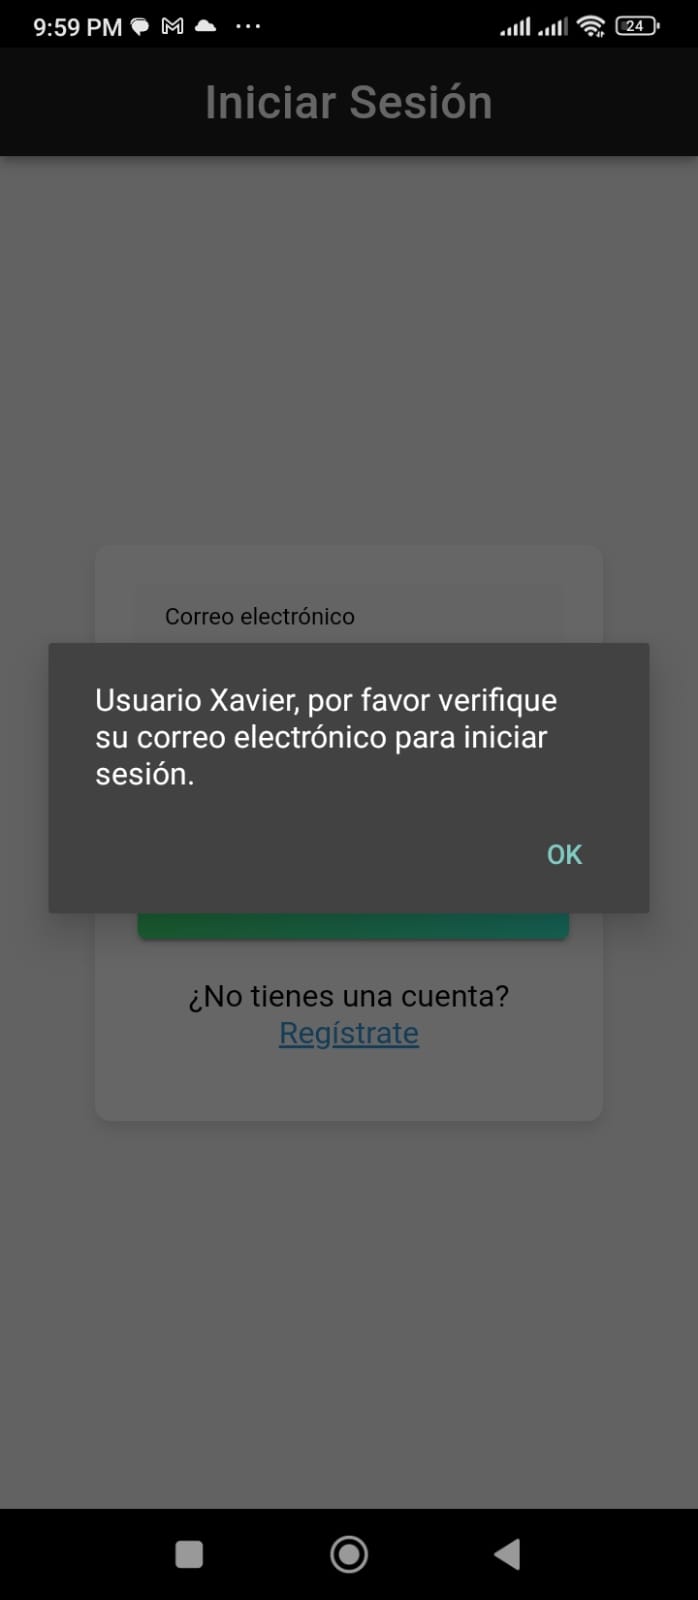 9:59 PM
24
Iniciar Sesión
Correo electrónico
Usuario Xavier, por favor verifique
su correo electrónico para iniciar
sesión.
OK
¿No tienes una cuenta?
Regístrate